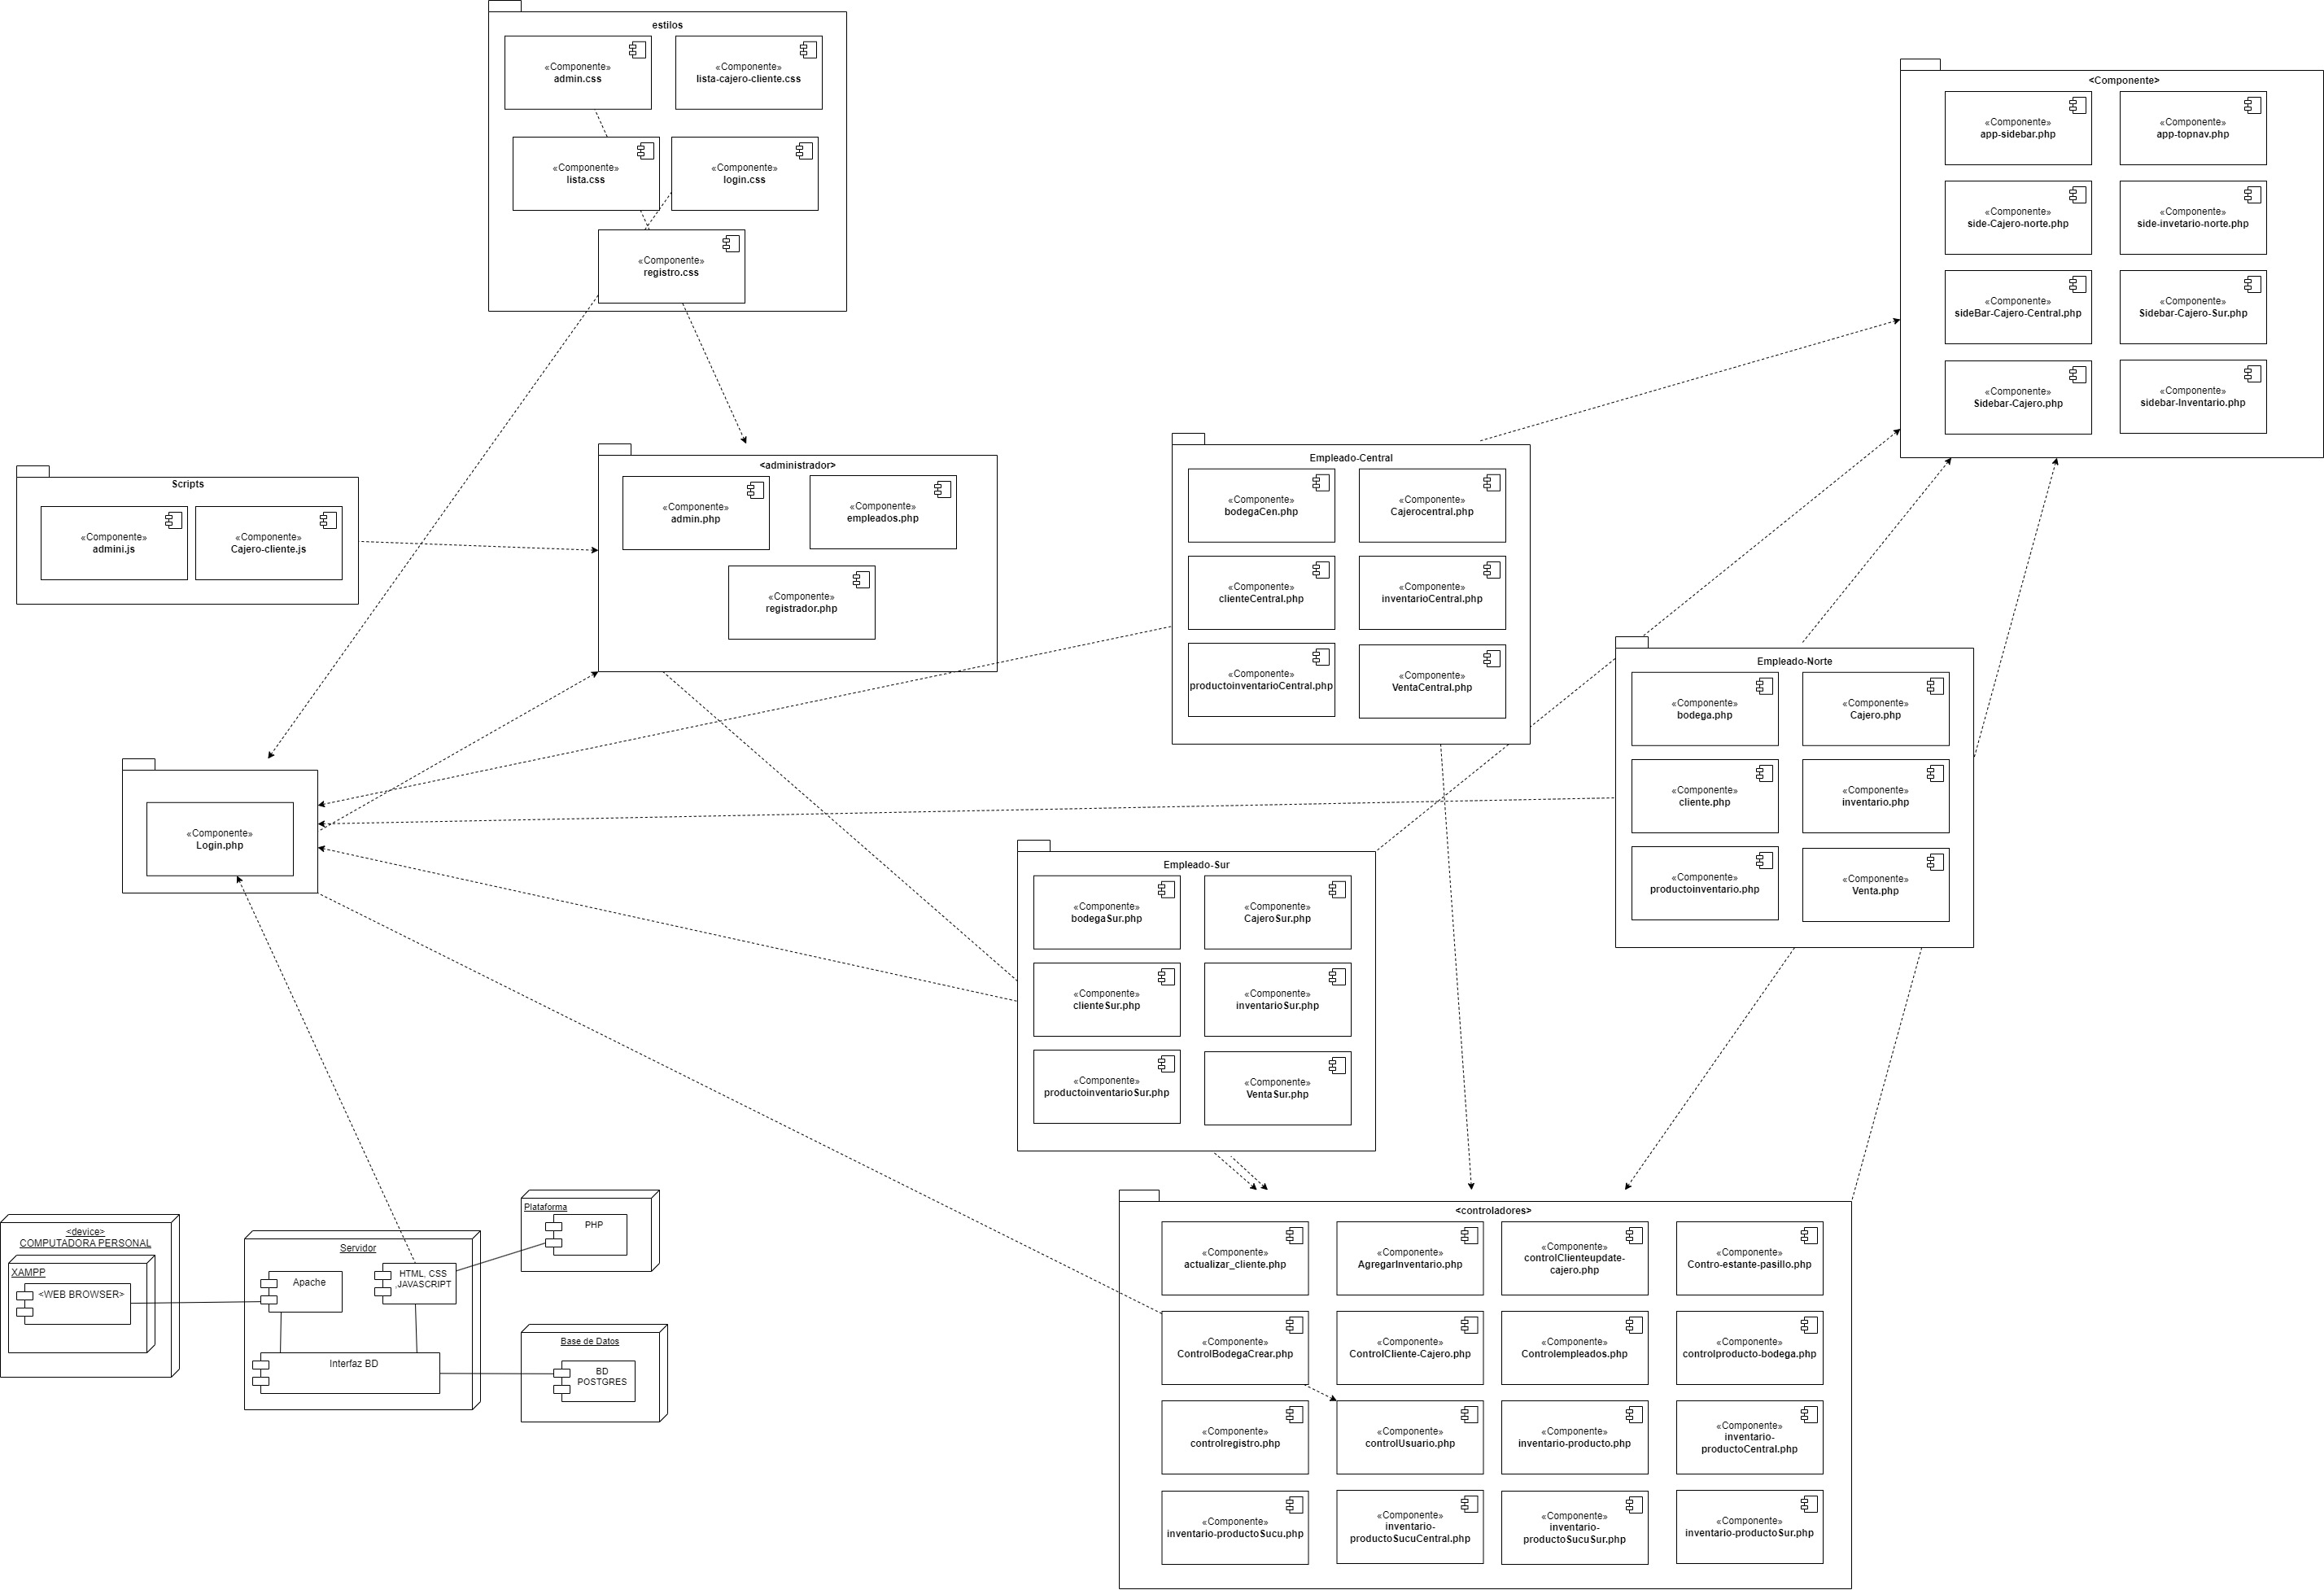 estilos
«Componente»
admin.css
«Componente»
lista-cajero-cliente.css
«Componente»
lista.css
«Componente»
login.css
«Componente»
registro.css
<Componente>
«Componente»
app-sidebar.php
«Componente»
app-topnav.php
«Componente»
side-Cajero-norte.php
«Componente»
side-invetario-norte.php
«Componente»
sideBar-Cajero-Central.php
«Componente»
Sidebar-Cajero-Sur.php
«Componente»
Sidebar-Cajero.php
«Componente»
sidebar-Inventario.php
Scripts
«Componente»
admini.js
«Componente»
Cajero-cliente.js
<administrador>
«Componente»
admin.php
«Componente»
empleados.php
«Componente»
registrador.php
Empleado-Central
«Componente»
bodegaCen.php
«Componente»
Cajerocentral.php
«Componente»
clienteCentral.php
«Componente»
inventarioCentral.php
«Componente»
productoinventarioCentral.php
«Componente»
VentaCentral.php
Empleado-Norte
«Componente»
bodega.php
«Componente»
Cajero.php
«Componente»
cliente.php
«Componente»
inventario.php
«Componente»
productoinventario.php
«Componente»
Venta.php
«Componente»
Login.php
Empleado-Sur
«Componente»
bodegaSur.php
«Componente»
CajeroSur.php
«Componente»
clienteSur.php
«Componente»
inventarioSur.php
«Componente»
productoinventarioSur.php
«Componente»
VentaSur.php
<device>
COMPUTADORA PERSONAL
XAMPP
<WEB BROWSER>
Servidor
Apache
HTML, CSS
,JAVASCRIPT
Interfaz BD
Plataforma
PHP
Base de Datos
BD
POSTGRES
<controladores>
«Componente»
actualizar_cliente.php
«Componente»
AgregarInventario.php
«Componente»
controlClienteupdate-
cajero.php
«Componente»
Contro-estante-pasillo.php
«Componente»
ControlBodegaCrear.php
«Componente»
ControlCliente-Cajero.php
«Componente»
Controlempleados.php
«Componente»
controlproducto-bodega.php
«Componente»
controlregistro.php
«Componente»
controlUsuario.php
«Componente»
inventario-producto.php
«Componente»
inventario-
productoCentral.php
«Componente»
inventario-productoSucu.php
«Componente»
inventario-
productoSucuCentral.php
«Componente»
inventario-
productoSucuSur.php
«Componente»
inventario-productoSur.php